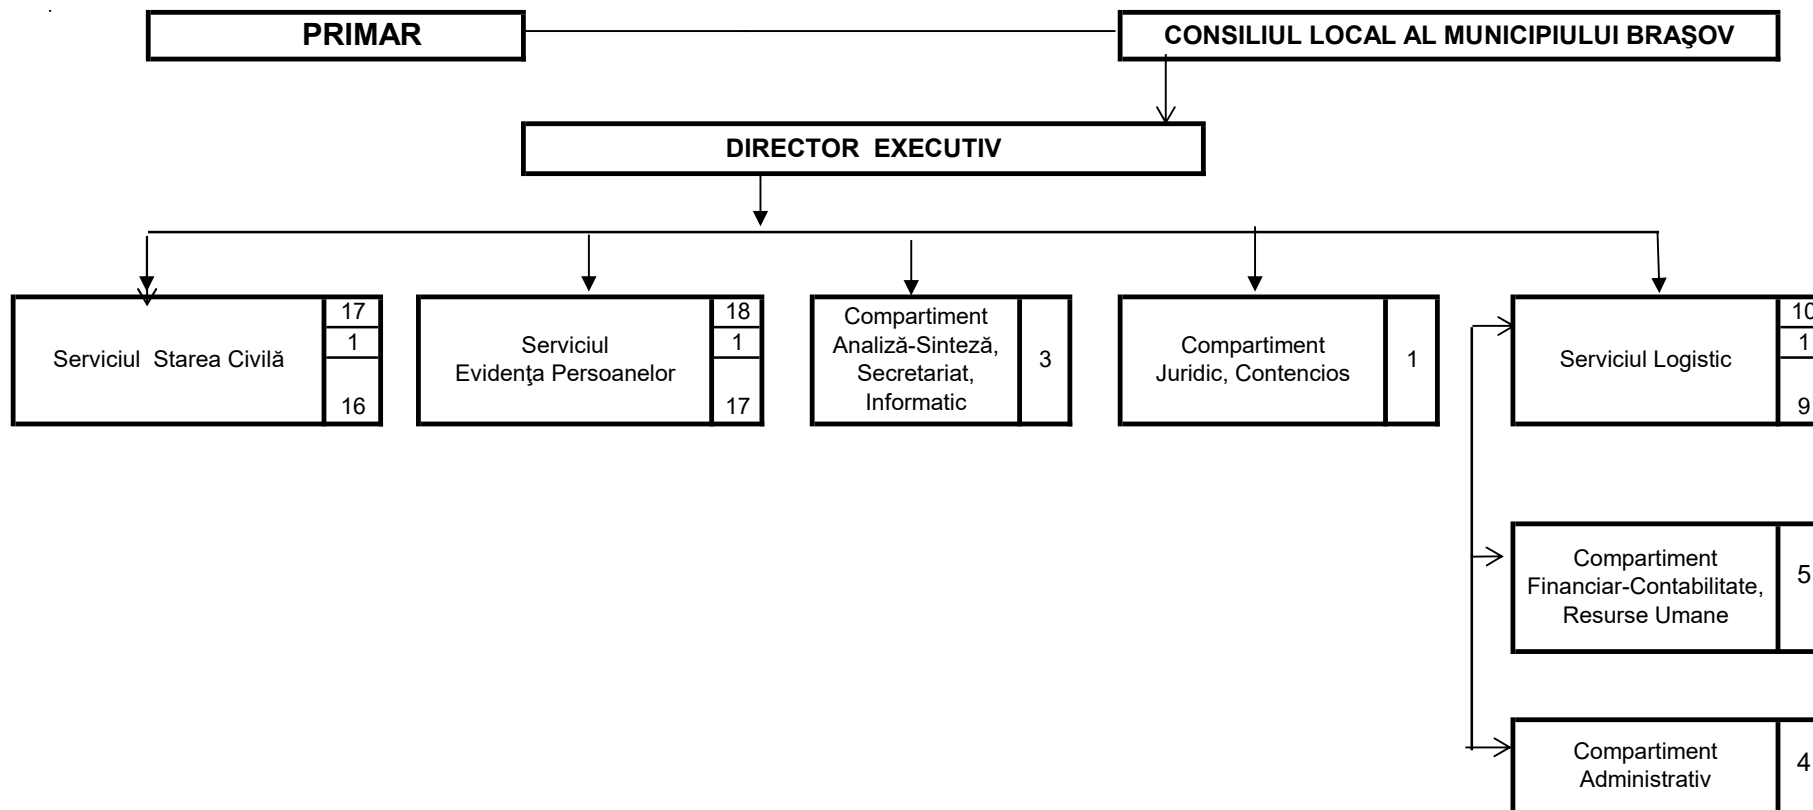 PRIMAR
CONSILIUL LOCAL AL MUNICIPIULUI BRAŞOV
DIRECTOR EXECUTIV
Serviciul Starea Civilă
17
1
16
Serviciul
Evidenţa Persoanelor
18
1
17
Compartiment
Analiză-Sinteză,
Secretariat,
Informatic
3
Compartiment
Juridic, Contencios
1
Serviciul Logistic
10
1
9
Compartiment
Financiar-Contabilitate,
Resurse Umane
5
Compartiment
Administrativ
4